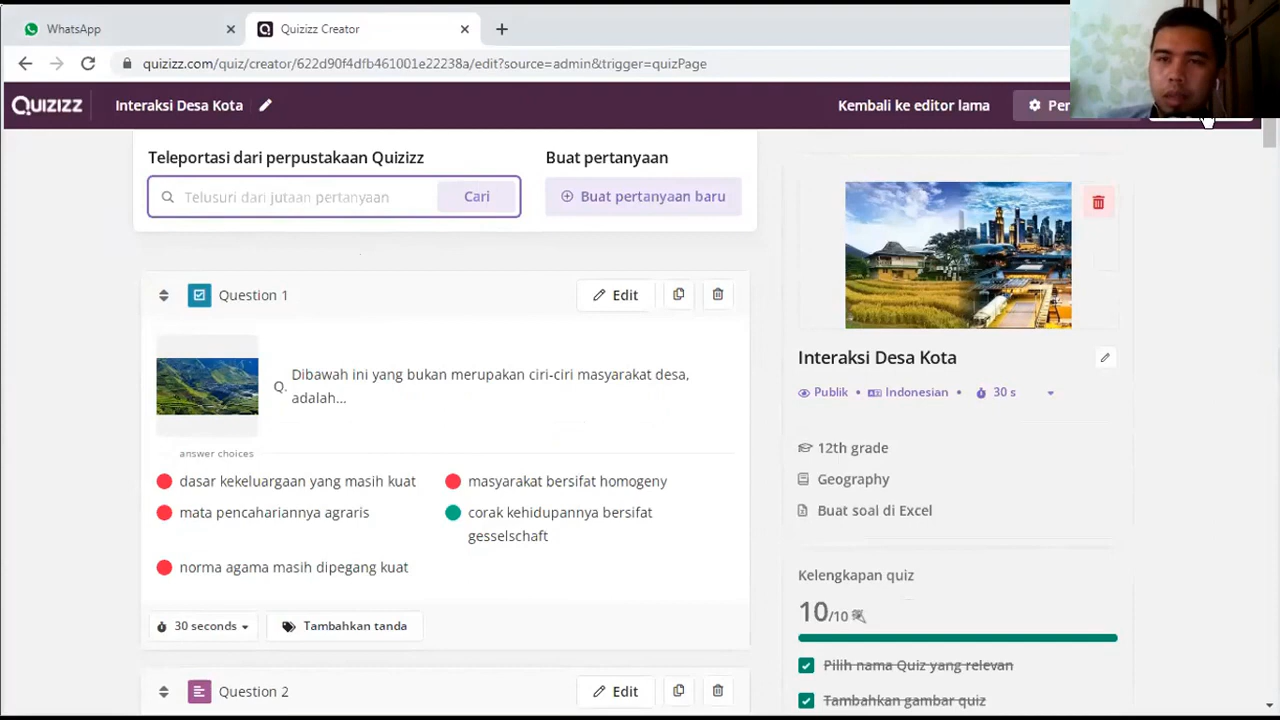 WhatsApp
Quizizz Creator
quizizz.com/quiz/creator/622d90f4dfb461001e22238a/edit?source=admin&trigger=quizPage
QUIZIZZ
Interaksi Desa Kota
Kembali ke editor lama
Teleportasi dari perpustakaan Quizizz
Buat pertanyaan
Telusuri dari jutaan pertanyaan
Cari
Buat pertanyaan baru
Question 1
Edit
Q. Dibawah ini yang bukan merupakan ciri-ciri masyarakat desa,
adalah...
answer choices
dasar kekeluargaan yang masih kuat
masyarakat bersifat homogeny
mata pencahariannya agraris
corak kehidupannya bersifat
gesselschaft
norma agama masih dipegang kuat
30 seconds
Tambahkan tanda
Question 2
Edit
Interaksi Desa Kota
Publik • Indonesian • 30 s
12th grade
Geography
Buat soal di Excel
Kelengkapan quiz
10/10
Pilih nama Quiz yang relevan
Tambahkan gambar quiz